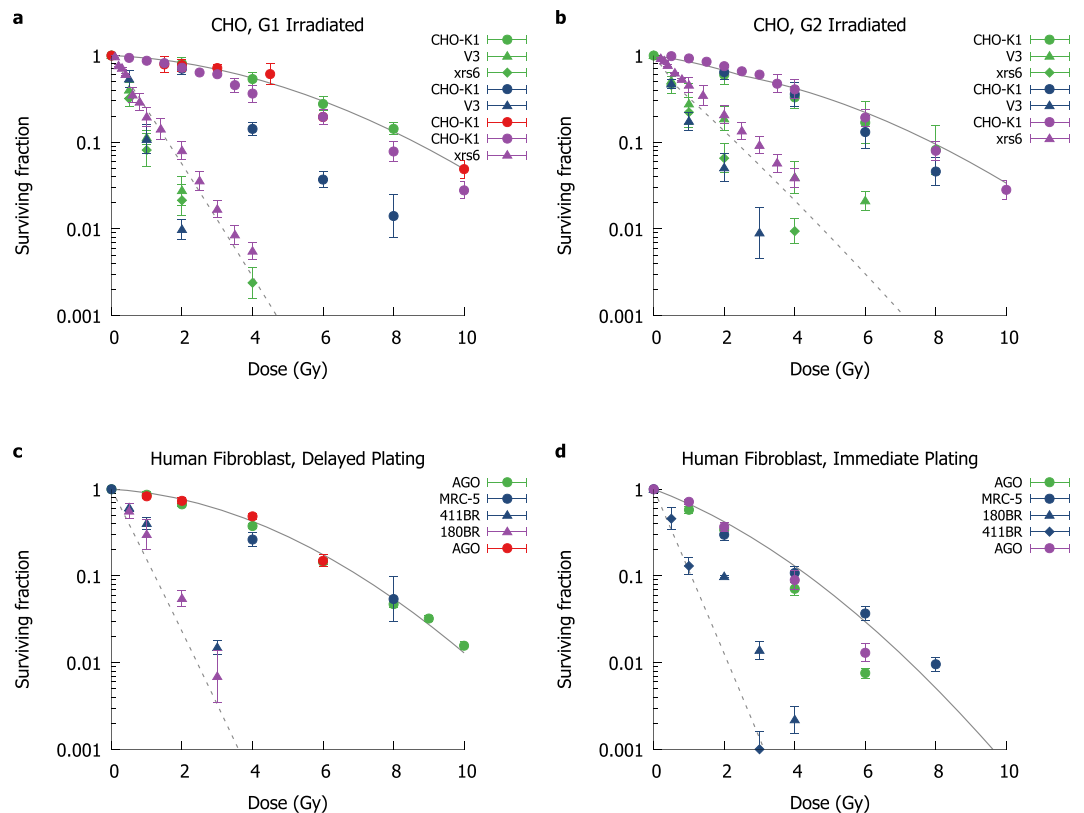 a
CHO, G1 Irradiated
CHO-K1
V3
xrs6
CHO-K1
V3
CHO-K1
CHO-K1
xrs6
1
0.1
0.01
0.001
Surviving fraction
0 2 4 6 8 10
Dose (Gy)
b
CHO, G2 Irradiated
CHO-K1
V3
xrs6
CHO-K1
V3
CHO-K1
xrs6
1
0.1
0.01
0.001
Surviving fraction
0 2 4 6 8 10
Dose (Gy)
c
Human Fibroblast, Delayed Plating
AGO
MRC-5
411BR
180BR
AGO
1
0.1
0.01
0.001
Surviving fraction
0 2 4 6 8 10
Dose (Gy)
d
Human Fibroblast, Immediate Plating
AGO
MRC-5
180BR
411BR
AGO
1
0.1
0.01
0.001
Surviving fraction
0 2 4 6 8 10
Dose (Gy)